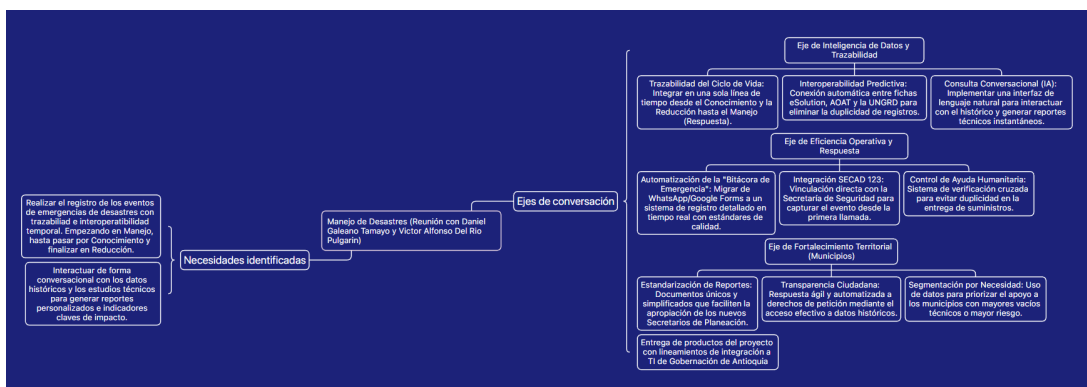 Realizar el registro de los eventos
de emergencias de desastres con
trazabiliad e interoperatibilidad
temporal. Empezando en Manejo,
hasta pasar por Conocimiento y
finalizar en Reducción.
Interactuar de forma
conversacional con los datos
históricos y los estudios técnicos
para generar reportes
personalizados e indicadores
claves de impacto.
Necesidades identificadas
Manejo de Desastres (Reunión con Daniel
Galeano Tamayo y Victor Alfonso Del Rio
Pulgarin)
Ejes de conversación
Eje de Inteligencia de Datos y
Trazabilidad
Trazabilidad del Ciclo de Vida:
Integrar en una sola línea de
tiempo desde el Conocimiento y la
Reducción hasta el Manejo
(Respuesta).
Interoperabilidad Predictiva:
Conexión automática entre fichas
eSolution, AOAT y la UNGRD para
eliminar la duplicidad de registros.
Consulta Conversacional (IA):
Implementar una interfaz de
lenguaje natural para interactuar
con el histórico y generar reportes
técnicos instantáneos.
Eje de Eficiencia Operativa y
Respuesta
Automatización de la "Bitácora de
Emergencia": Migrar de
WhatsApp/Google Forms a un
sistema de registro detallado en
tiempo real con estándares de
calidad.
Integración SECAD 123:
Vinculación directa con la
Secretaría de Seguridad para
capturar el evento desde la
primera llamada.
Control de Ayuda Humanitaria:
Sistema de verificación cruzada
para evitar duplicidad en la
entrega de suministros.
Eje de Fortalecimiento Territorial
(Municipios)
Estandarización de Reportes:
Documentos únicos y
simplificados que faciliten la
apropiación de los nuevos
Secretarios de Planeación.
Transparencia Ciudadana:
Respuesta ágil y automatizada a
derechos de petición mediante el
acceso efectivo a datos históricos.
Segmentación por Necesidad: Uso
de datos para priorizar el apoyo a
los municipios con mayores vacíos
técnicos o mayor riesgo.
Entrega de productos del proyecto
con lineamientos de integración a
TI de Gobernación de Antioquia